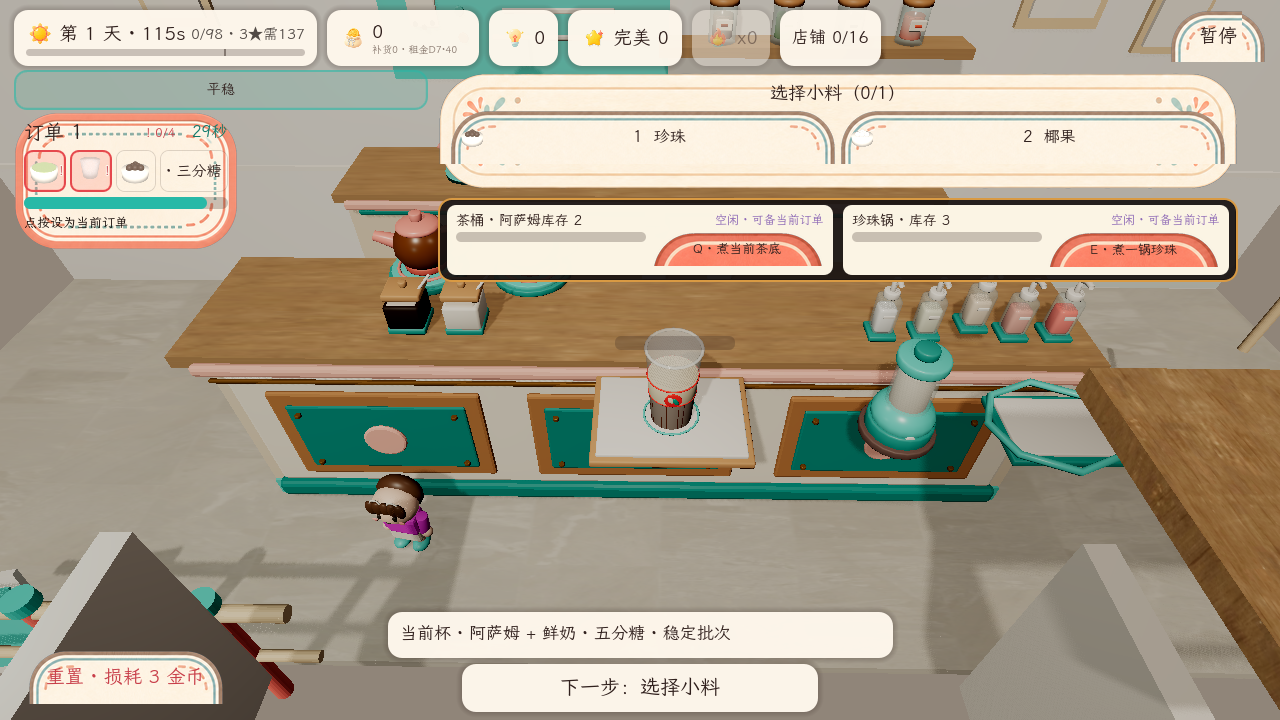 第 1 天・115s 0/92・3★需137
0
补贴0・租金D7・40
0
完美 0
x0
店铺 0/16
暂停
平稳
选择小料（0/1）
1 珍珠
2 椰果
订单 1
! 0/4
29秒
!
!
・三分糖
点按设为当前订单
茶桶・阿萨姆库存 2
空闲・可备当前订单
Q・煮当前茶底
珍珠锅・库存 3
空闲・可备当前订单
E・煮一锅珍珠
当前杯・阿萨姆 + 鲜奶・五分糖・稳定批次
下一步: 选择小料
重置・损耗 3 金币